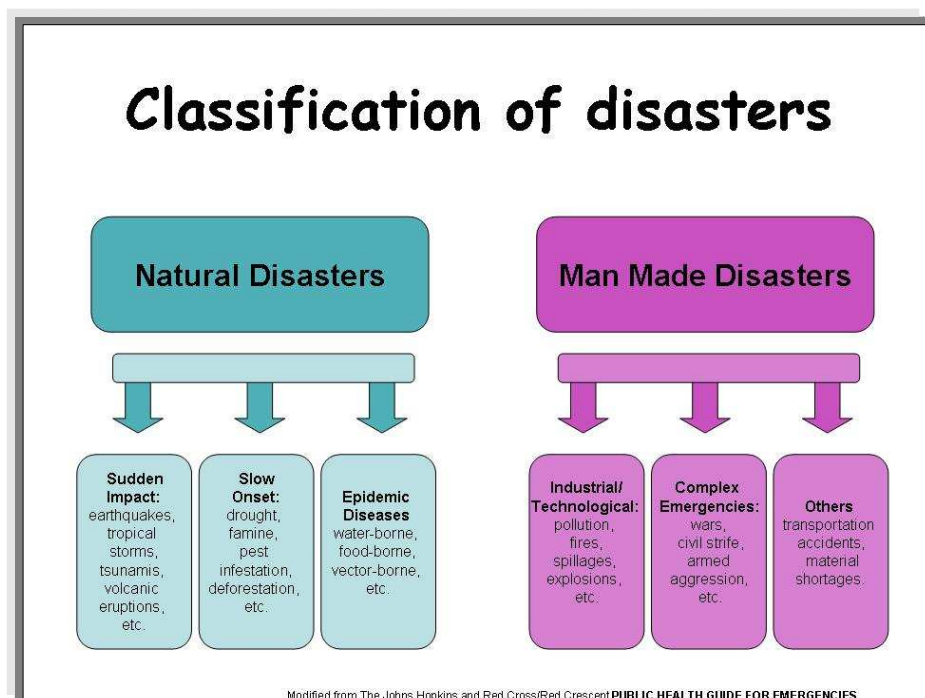 Classification of disasters
Natural Disasters
Man Made Disasters
Sudden
Impact:
earthquakes,
tropical
storms,
tsunamis,
volcanic
eruptions,
etc.
Slow
Onset:
drought,
famine,
pest
infestation,
deforestation,
etc.
Epidemic
Diseases
water-borne,
food-borne,
vector-borne,
etc.
Industrial/
Technological:
pollution,
fires,
spillages,
explosions,
etc.
Complex
Emergencies:
wars,
civil strife,
armed
aggression,
etc.
Others
transportation
accidents,
material
shortages.
Modified from The Johns Hopkins and Red Cross/Red Crescent PUBLIC HEALTH GUIDE FOR EMERGENCIES